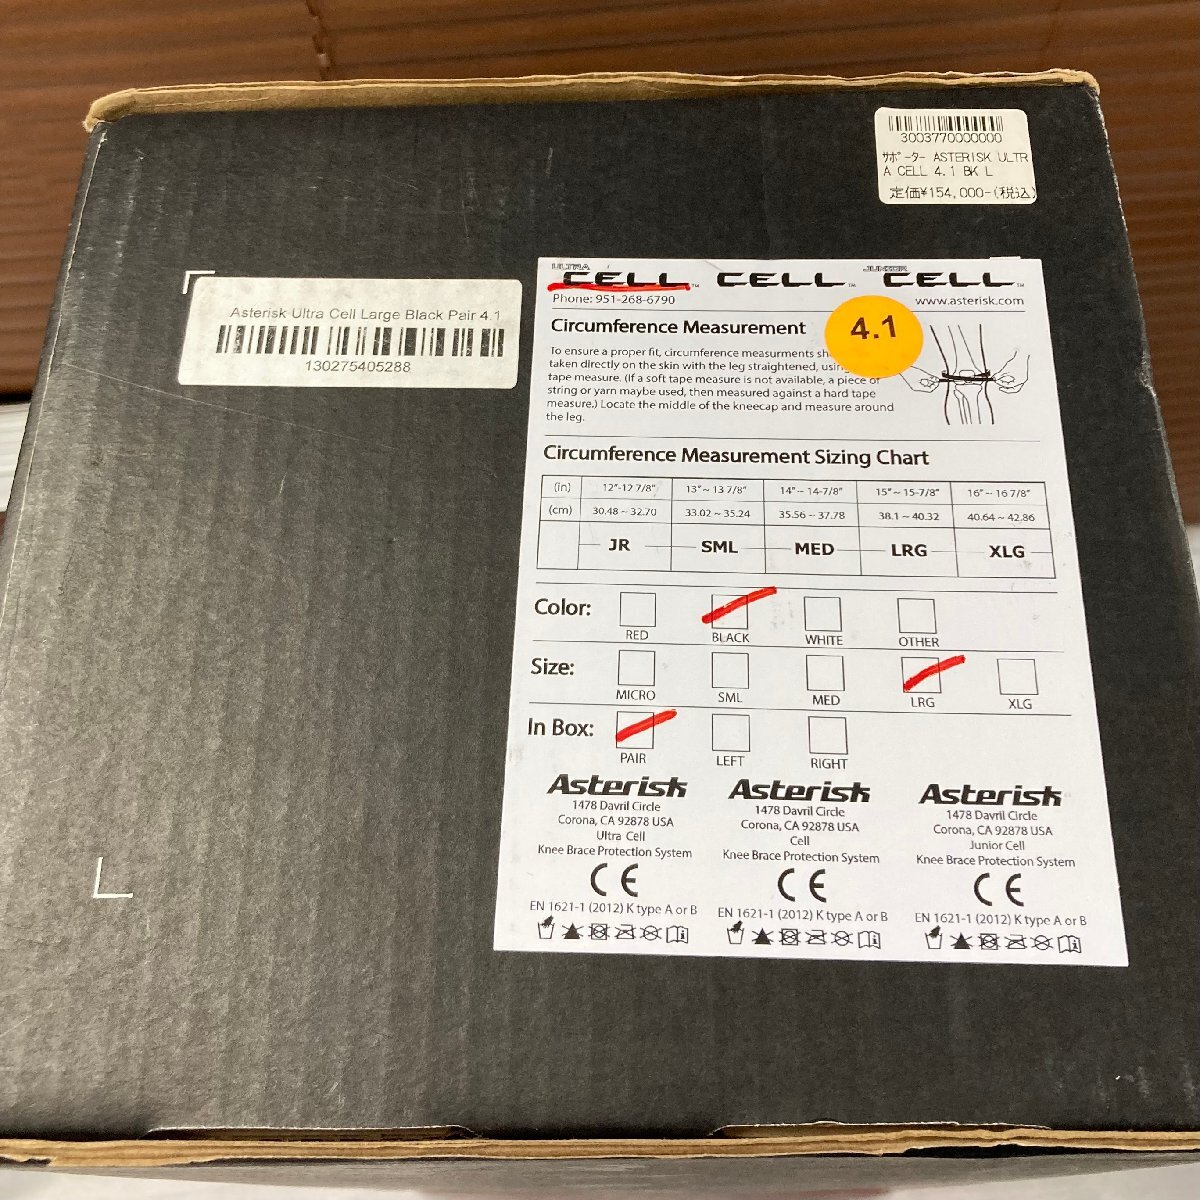 3003770000000
ｻﾎﾟｰﾀｰ ASTERISK ULTR
A CELL 4.1 BK L
定価¥154,000-(税込)
Asterisk Ultra Cell Large Black Pair 4.1
130275405288
ULTRA CELL™ CELL™ JUNIOR CELL™
Phone: 951-268-6790 www.asterisk.com
Circumference Measurement
4.1
To ensure a proper fit, circumference measurments sh
taken directly on the skin with the leg straightened, using
tape measure. (If a soft tape measure is not available, a piece of
string or yarn maybe used, then measured against a hard tape
measure.) Locate the middle of the kneecap and measure around
the leg.
Circumference Measurement Sizing Chart
(in) 12"-12 7/8" 13"~ 13 7/8" 14"~ 14-7/8" 15"~ 15-7/8" 16"~ 16 7/8"
(cm) 30.48 ~ 32.70 33.02 ~ 35.24 35.56 ~ 37.78 38.1 ~ 40.32 40.64 ~ 42.86
JR SML MED LRG XLG
Color:
RED BLACK WHITE OTHER
Size:
MICRO SML MED LRG XLG
In Box:
PAIR LEFT RIGHT
Asterisk
1478 Davril Circle
Corona, CA 92878 USA
Ultra Cell
Knee Brace Protection System
CE
EN 1621-1 (2012) K type A or B
Asterisk
1478 Davril Circle
Corona, CA 92878 USA
Cell
Knee Brace Protection System
CE
EN 1621-1 (2012) K type A or B
Asterisk
1478 Davril Circle
Corona, CA 92878 USA
Junior Cell
Knee Brace Protection System
CE
EN 1621-1 (2012) K type A or B